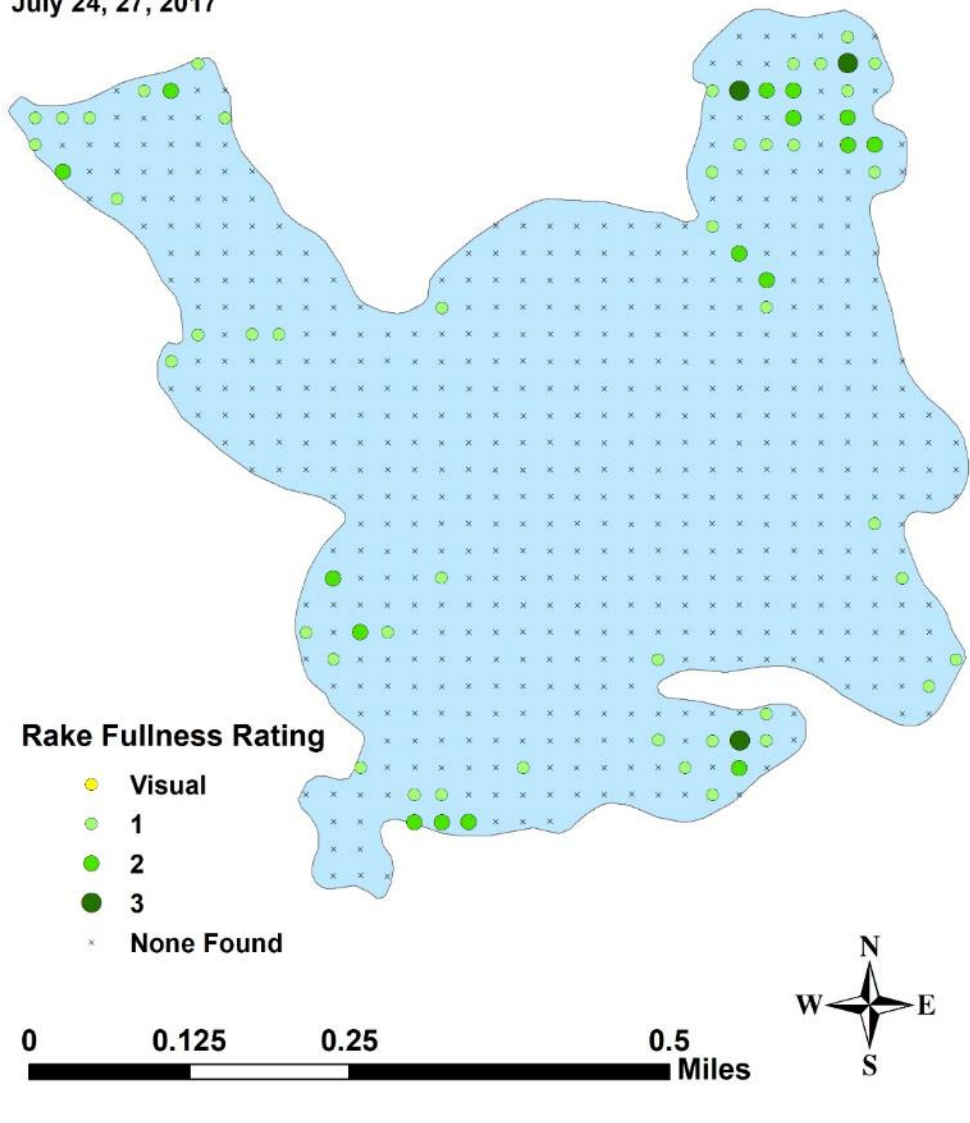 July 24, 27, 2017
Rake Fullness Rating
Visual
1
2
3
None Found
N
W E
S
0 0.125 0.25 0.5
Miles